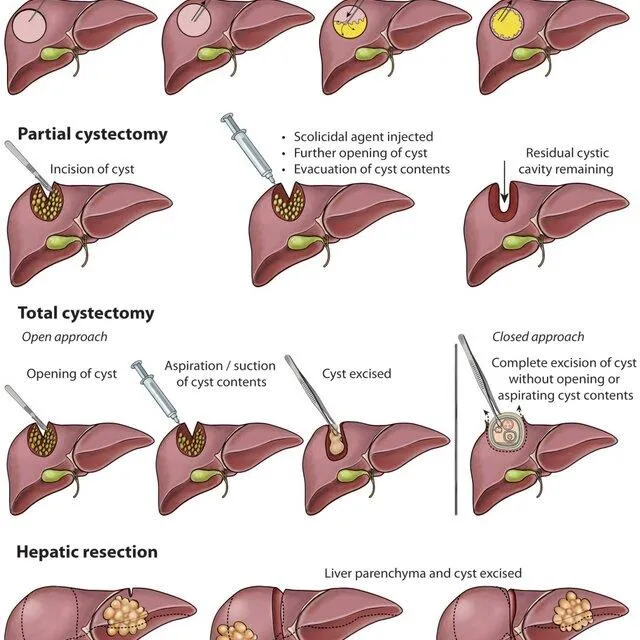 Partial cystectomy
Incision of cyst
• Scolicidal agent injected
• Further opening of cyst
• Evacuation of cyst contents
Residual cystic
cavity remaining
Total cystectomy
Open approach
Opening of cyst
Aspiration / suction
of cyst contents
Cyst excised
Closed approach
Complete excision of cyst
without opening or
aspirating cyst contents
Hepatic resection
Liver parenchyma and cyst excised